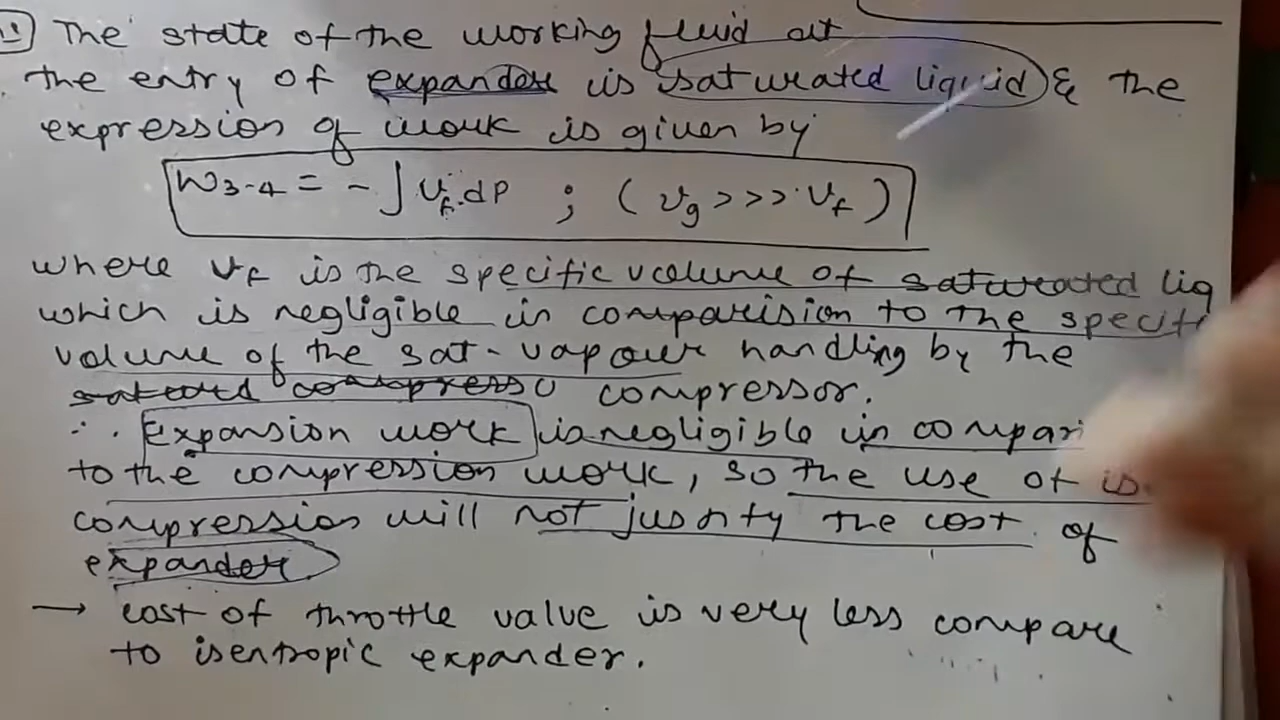 ii) The state of the working fluid at
the entry of expander is saturated liquid & the
expression of work is given by
W3-4 = - ∫ Vf.dP ; ( Vg >>> Vf )
where Vf is the specific volume of saturated liq
which is negligible in comparision to the specif
volume of the sat-vapour handling by the
compressor.
∴ Expansion work is negligible in compari
to the compression work, so the use of is
compression will not justify the cost of
expander
→ cost of throttle value is very less compare
to isentropic expander.